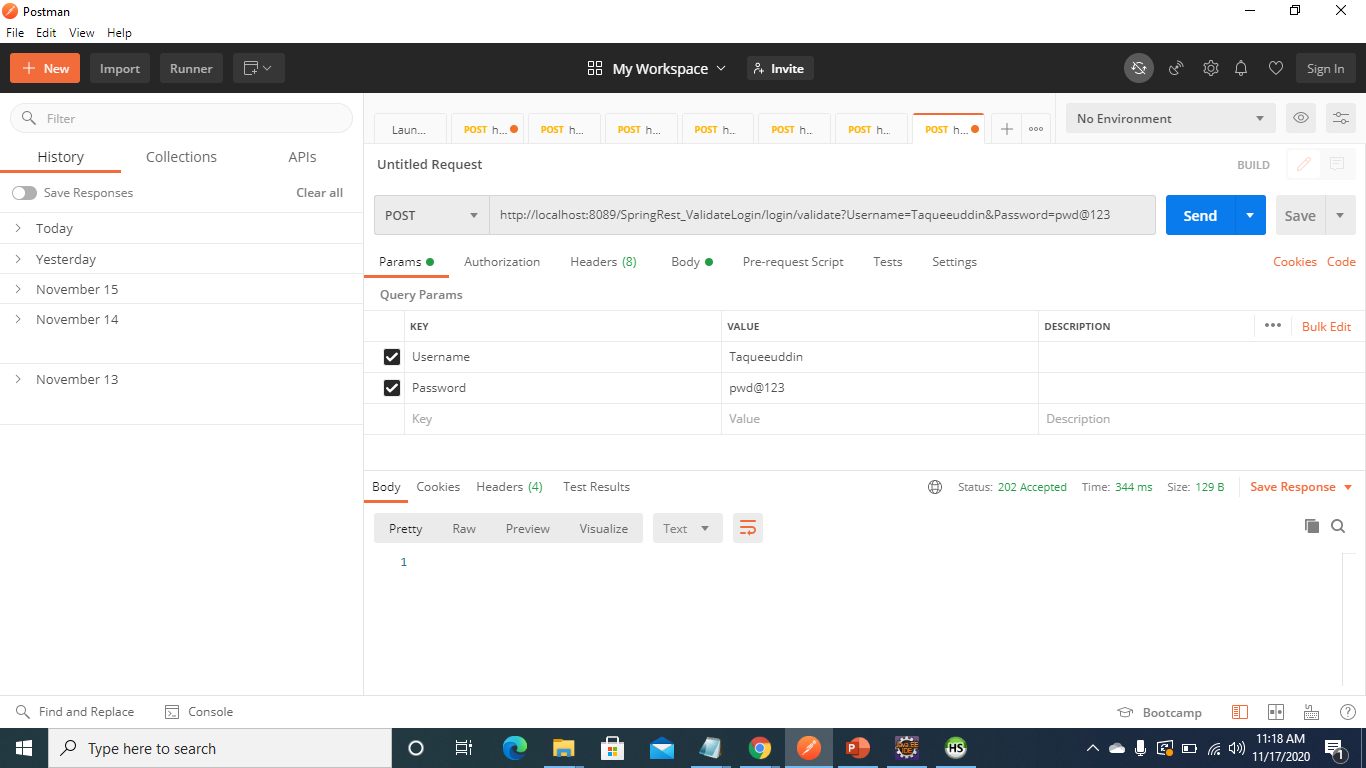 Postman
File Edit View Help
New Import Runner My Workspace Invite Sign In
Filter
History Collections APIs
Save Responses Clear all
Today
Yesterday
November 15
November 14
November 13
Laun... POST h... POST h... POST h... POST h... POST h... POST h... POST h... No Environment
Untitled Request BUILD
POST http://localhost:8089/SpringRest_ValidateLogin/login/validate?Username=Taqueeuddin&Password=pwd@123 Send Save
Params Authorization Headers (8) Body Pre-request Script Tests Settings Cookies Code
Query Params
KEY VALUE DESCRIPTION Bulk Edit
Username Taqueeuddin
Password pwd@123
Key Value Description
Body Cookies Headers (4) Test Results Status: 202 Accepted Time: 344 ms Size: 129 B Save Response
Pretty Raw Preview Visualize Text
1
Find and Replace Console Bootcamp
Type here to search HS 11:18 AM
11/17/2020 1